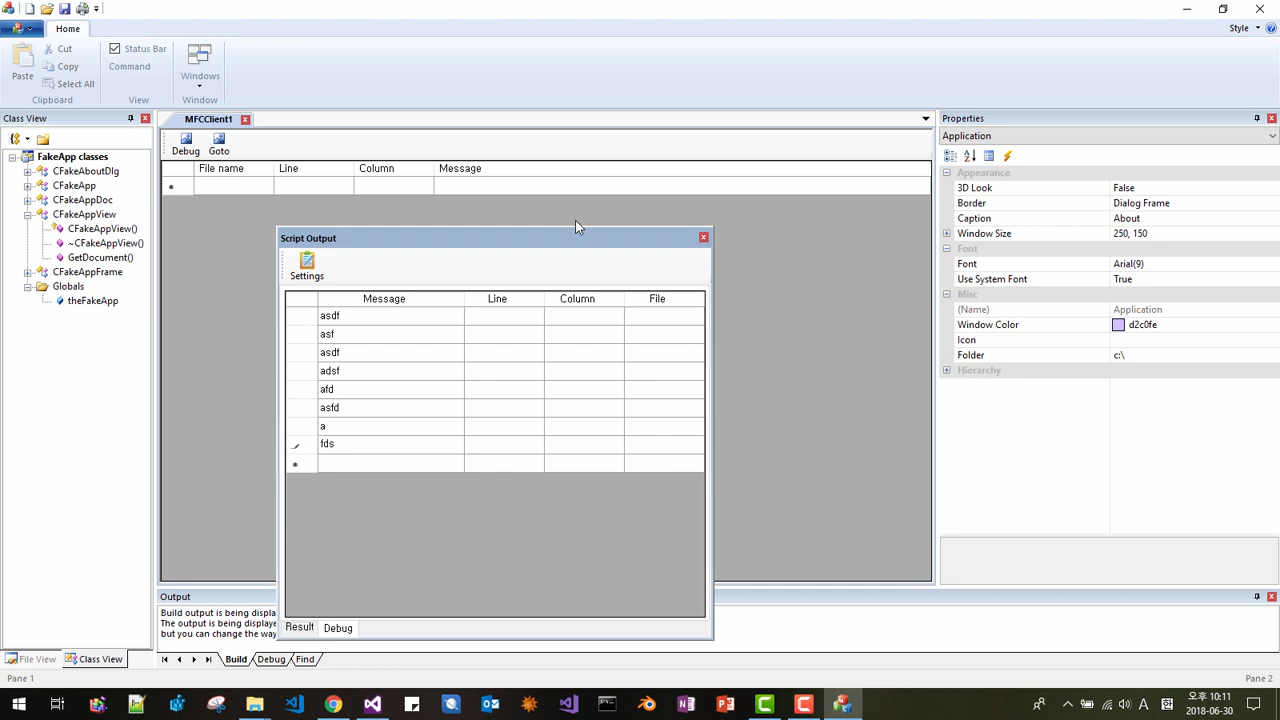 Home
Style
Paste
Cut
Copy
Select All
Clipboard
Status Bar
Command
View
Windows
Window
Class View
FakeApp classes
CFakeAboutDlg
CFakeApp
CFakeAppDoc
CFakeAppView
CFakeAppView()
~CFakeAppView()
GetDocument()
CFakeAppFrame
Globals
theFakeApp
File View
Class View
MFCClient1
Debug Goto
File name Line Column Message
Script Output
Settings
Message Line Column File
asdf
asf
asdf
adsf
afd
asfd
a
fds
Result Debug
Output
Build output is being displa
The output is being displaye
but you can change the way
Build Debug Find
Properties
Application
Appearance
3D Look False
Border Dialog Frame
Caption About
Window Size 250, 150
Font
Font Arial(9)
Use System Font True
Misc
(Name) Application
Window Color d2c0fe
Icon
Folder c:\
Hierarchy
Pane 1
Pane 2
A
오후 10:11
2018-06-30